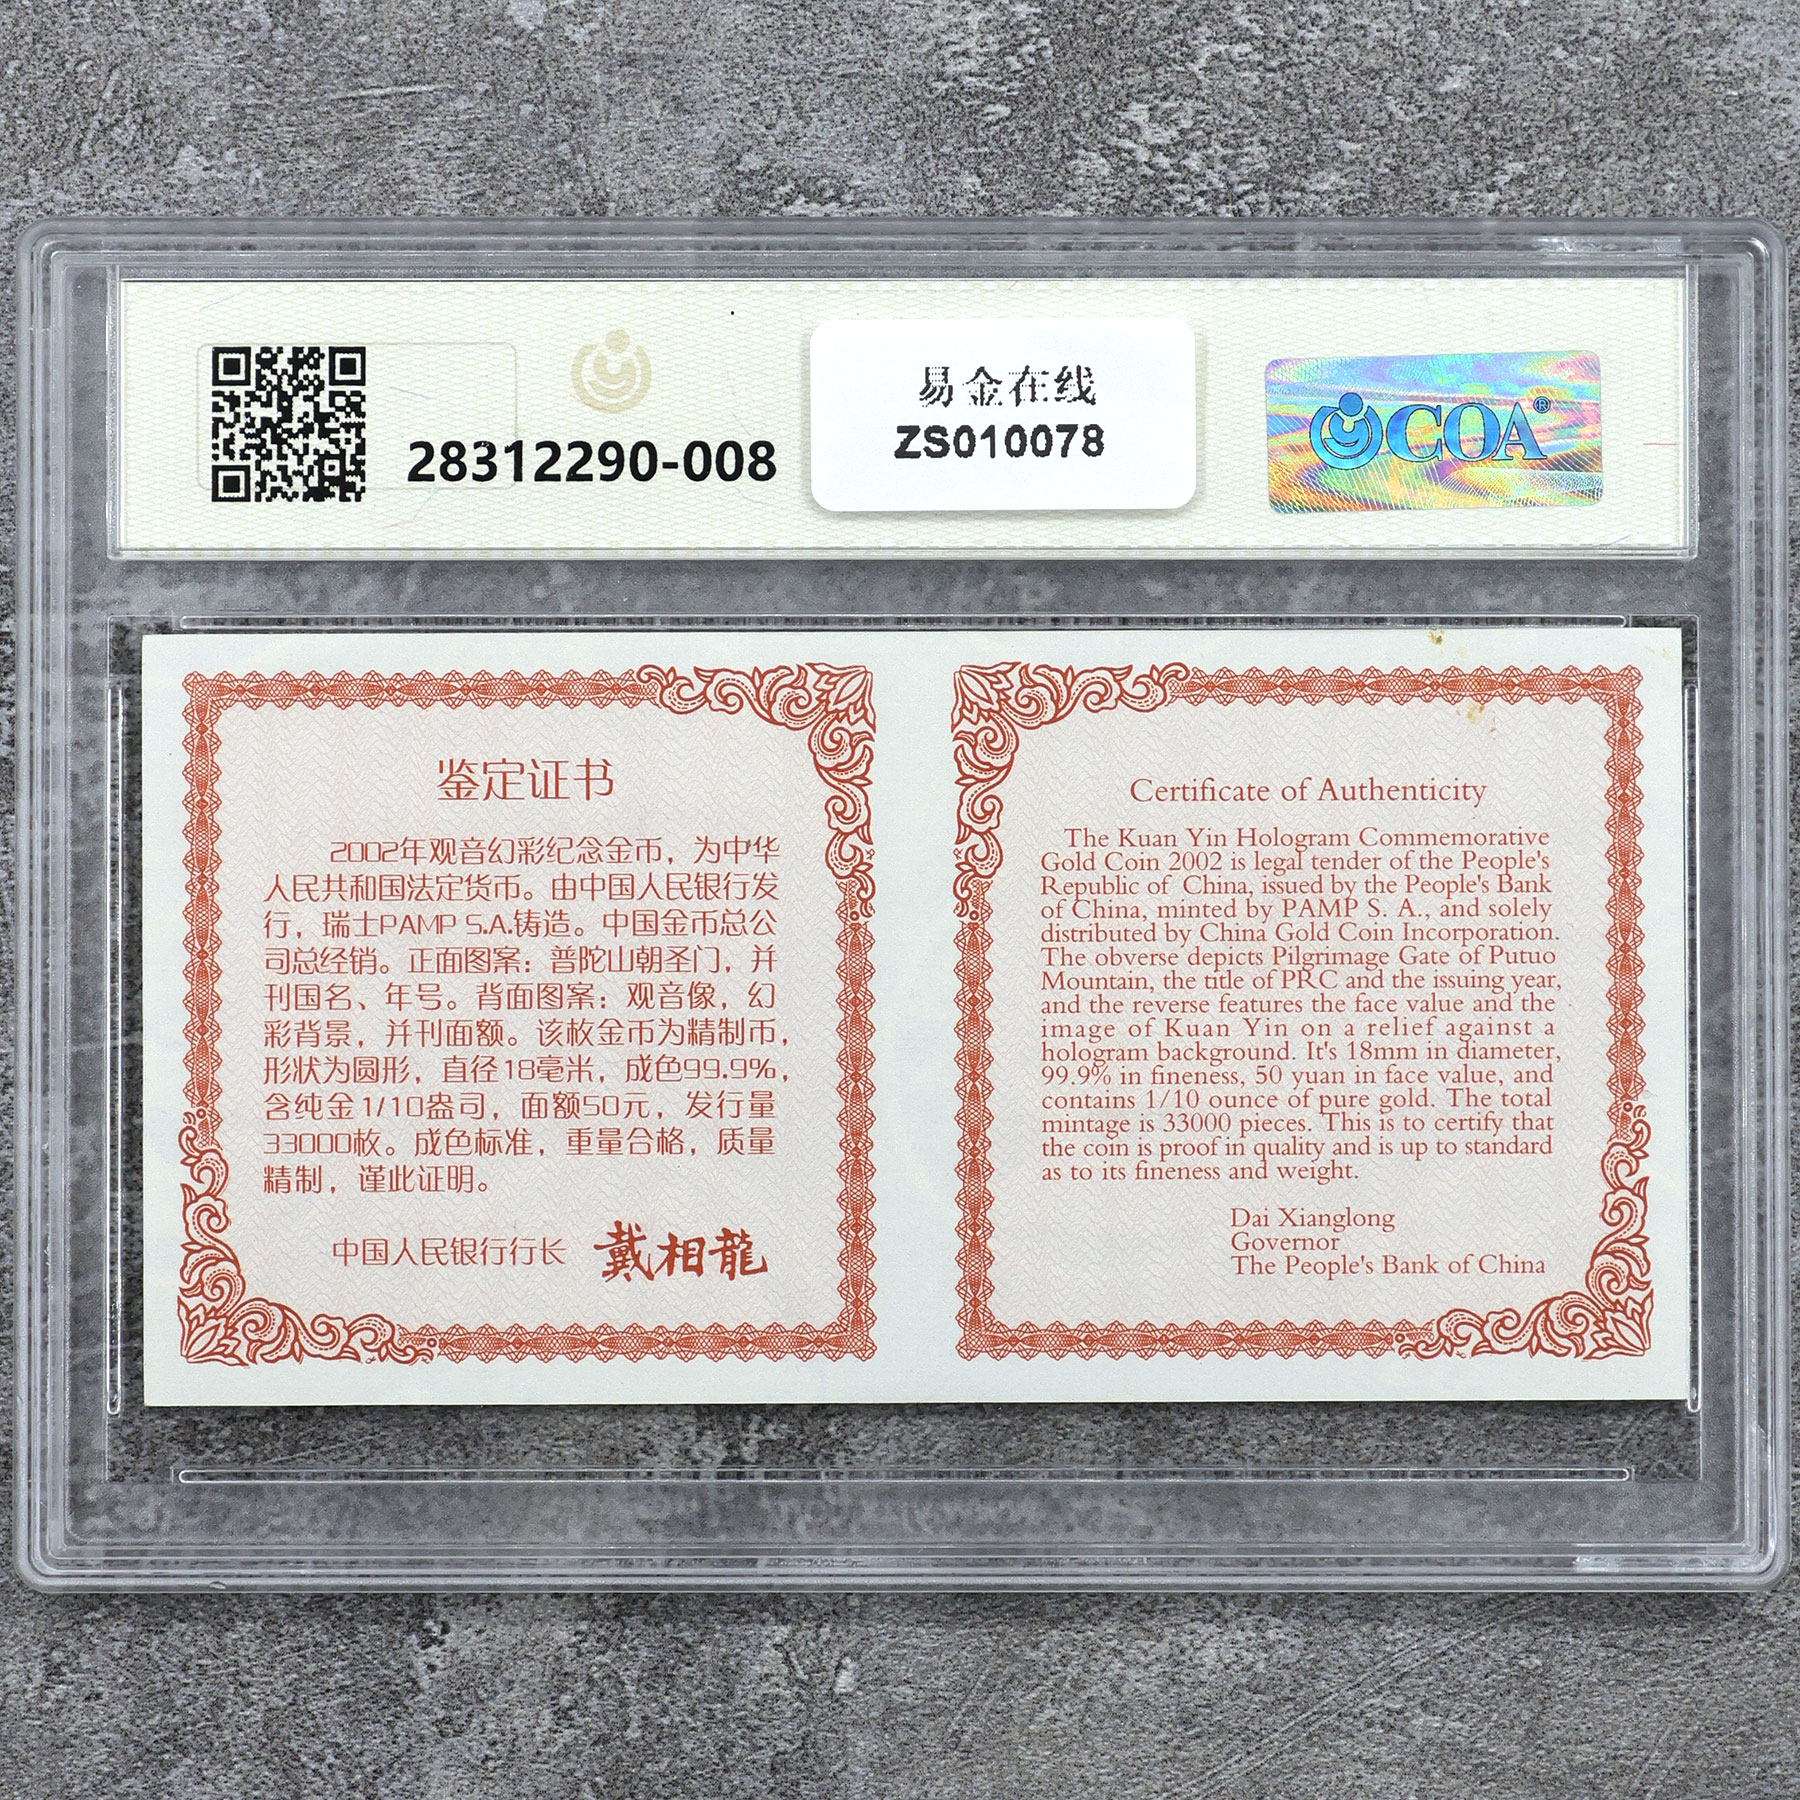 28312290-008
易金在线
ZS010078
COA®
鉴定证书
2002年观音幻彩纪念金币，为中华
人民共和国法定货币。由中国人民银行发
行，瑞士PAMP S.A.铸造。中国金币总公
司总经销。正面图案：普陀山朝圣门，并
刊国名、年号。背面图案：观音像，幻
彩背景，并刊面额。该枚金币为精制币，
形状为圆形，直径18毫米，成色99.9%，
含纯金1/10盎司，面额50元，发行量
33000枚。成色标准，重量合格，质量
精制，谨此证明。
中国人民银行行长 戴相龍
Certificate of Authenticity
The Kuan Yin Hologram Commemorative
Gold Coin 2002 is legal tender of the People's
Republic of China, issued by the People's Bank
of China, minted by PAMP S. A., and solely
distributed by China Gold Coin Incorporation.
The obverse depicts Pilgrimage Gate of Putuo
Mountain, the title of PRC and the issuing year,
and the reverse features the face value and the
image of Kuan Yin on a relief against a
hologram background. It's 18mm in diameter,
99.9% in fineness, 50 yuan in face value, and
contains 1/10 ounce of pure gold. The total
mintage is 33000 pieces. This is to certify that
the coin is proof in quality and is up to standard
as to its fineness and weight.
Dai Xianglong
Governor
The People's Bank of China